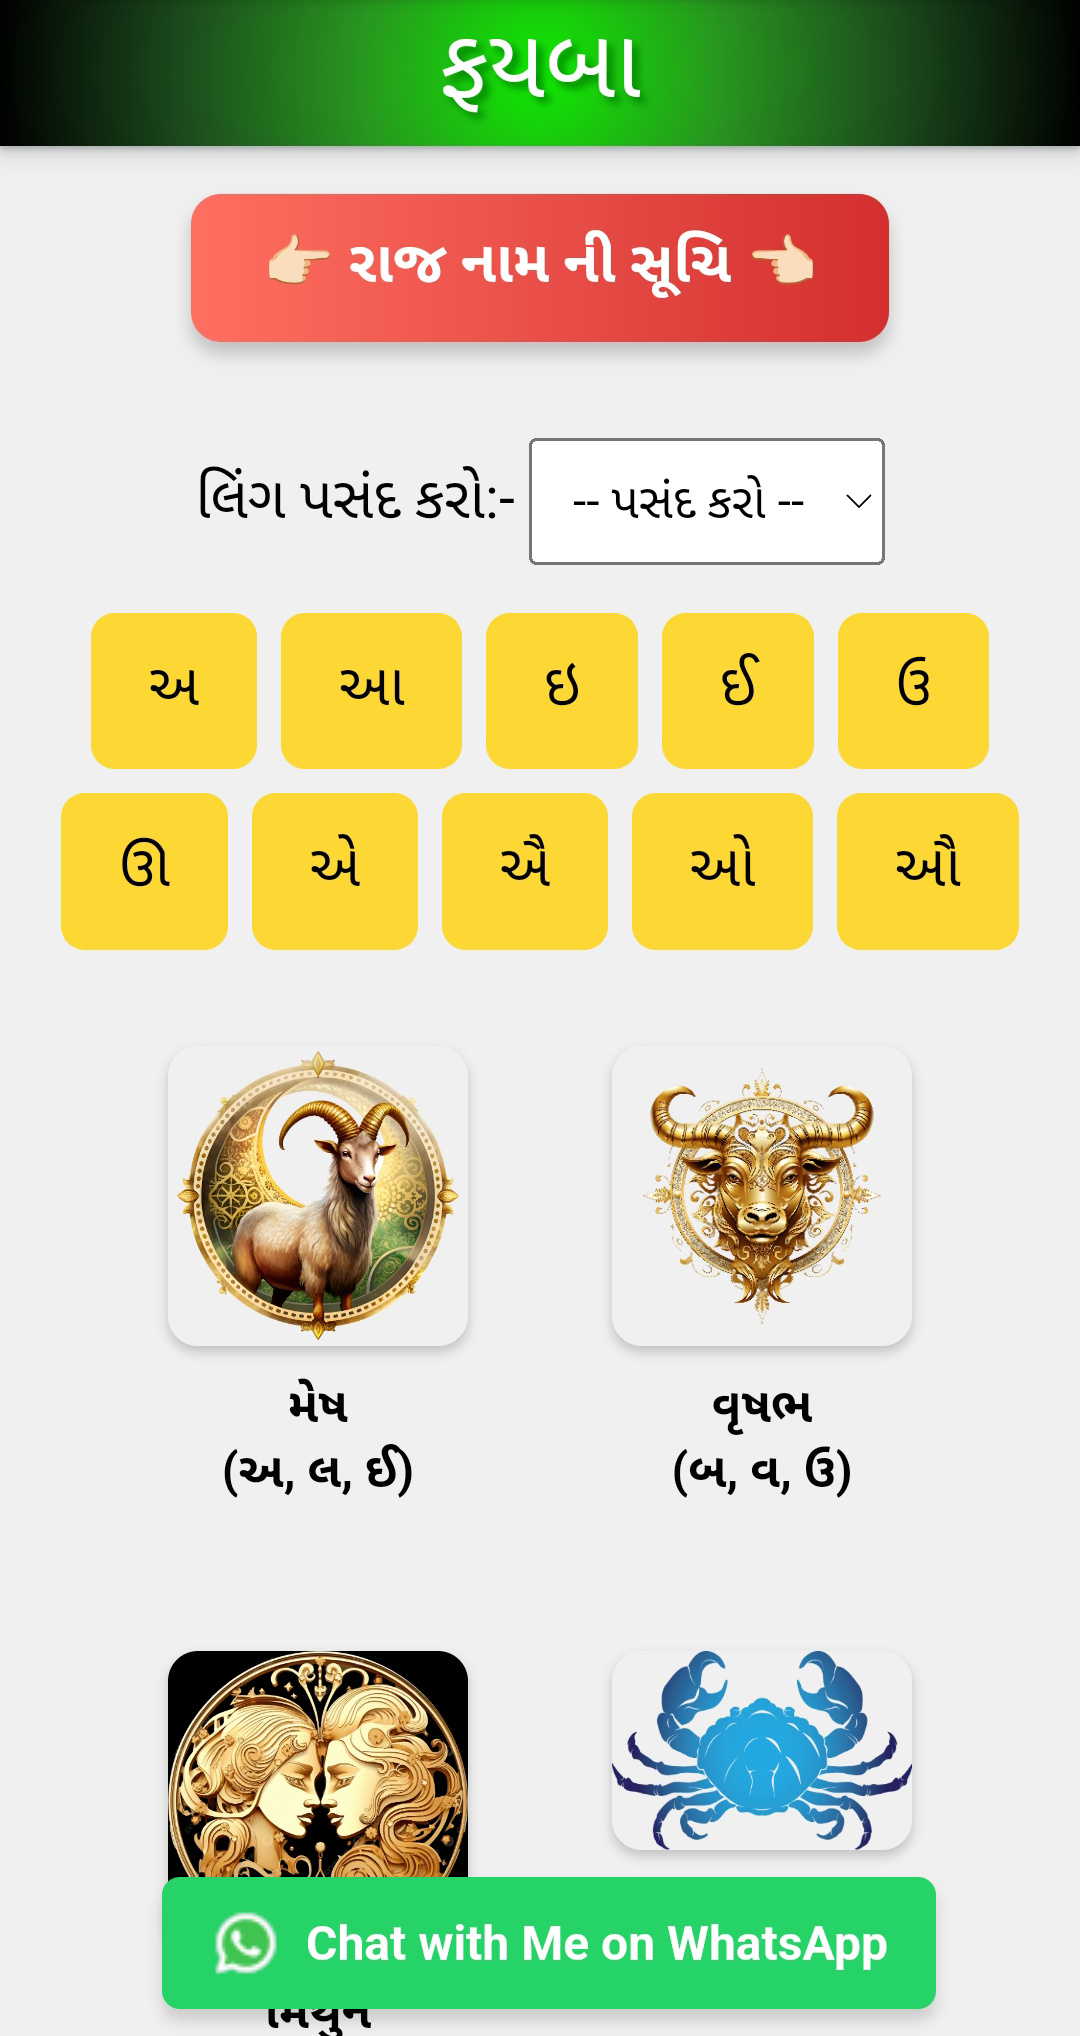 ફયબા
👉🏻 રાજ નામ ની સૂચિ 👈🏻
લિંગ પસંદ કરો:- -- પસંદ કરો --
અ આ ઇ ઈ ઉ
ઊ એ ઐ ઓ ઔ
મેષ વૃષભ
(અ, લ, ઈ) (બ, વ, ઉ)
Chat with Me on WhatsApp
મિથુન